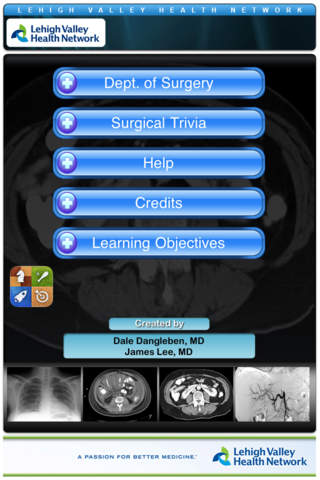 LEHIGH VALLEY HEALTH NETWORK
Lehigh Valley
Health Network
Dept. of Surgery
Surgical Trivia
Help
Credits
Learning Objectives
Created by
Dale Dangleben, MD
James Lee, MD
A PASSION FOR BETTER MEDICINE.™
Lehigh Valley
Health Network